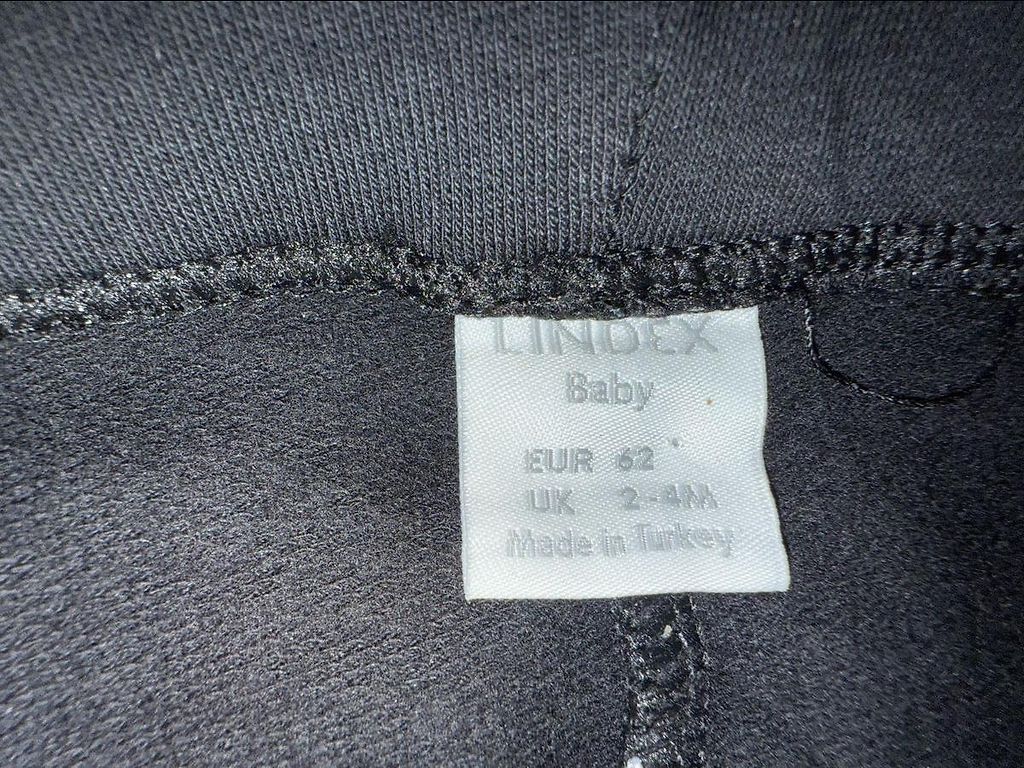 LINDEX
Baby
EUR 62
UK 2-4M
Made in Turkey